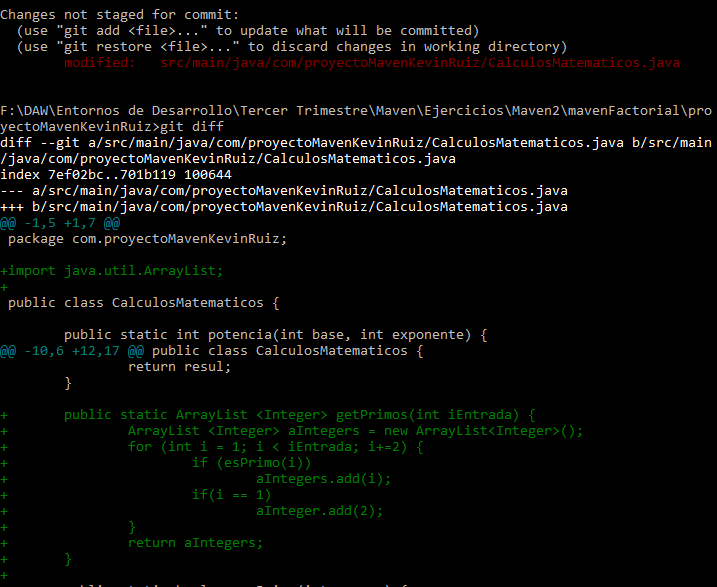 Changes not staged for commit:
  (use "git add <file>..." to update what will be committed)
  (use "git restore <file>..." to discard changes in working directory)
        modified:   src/main/java/com/proyectoMavenKevinRuiz/CalculosMatematicos.java

F:\DAW\Entornos de Desarrollo\Tercer Trimestre\Maven\Ejercicios\Maven2\mavenFactorial\pro
yectoMavenKevinRuiz>git diff
diff --git a/src/main/java/com/proyectoMavenKevinRuiz/CalculosMatematicos.java b/src/main
/java/com/proyectoMavenKevinRuiz/CalculosMatematicos.java
index 7ef02bc..701b119 100644
--- a/src/main/java/com/proyectoMavenKevinRuiz/CalculosMatematicos.java
+++ b/src/main/java/com/proyectoMavenKevinRuiz/CalculosMatematicos.java
@@ -1,5 +1,7 @@
 package com.proyectoMavenKevinRuiz;

+import java.util.ArrayList;
+
 public class CalculosMatematicos {

        public static int potencia(int base, int exponente) {
@@ -10,6 +12,17 @@ public class CalculosMatematicos {
                return resul;
        }

+       public static ArrayList <Integer> getPrimos(int iEntrada) {
+               ArrayList <Integer> aIntegers = new ArrayList<Integer>();
+               for (int i = 1; i < iEntrada; i+=2) {
+                       if (esPrimo(i))
+                               aIntegers.add(i);
+                       if(i == 1)
+                               aInteger.add(2);
+               }
+               return aIntegers;
+       }
+